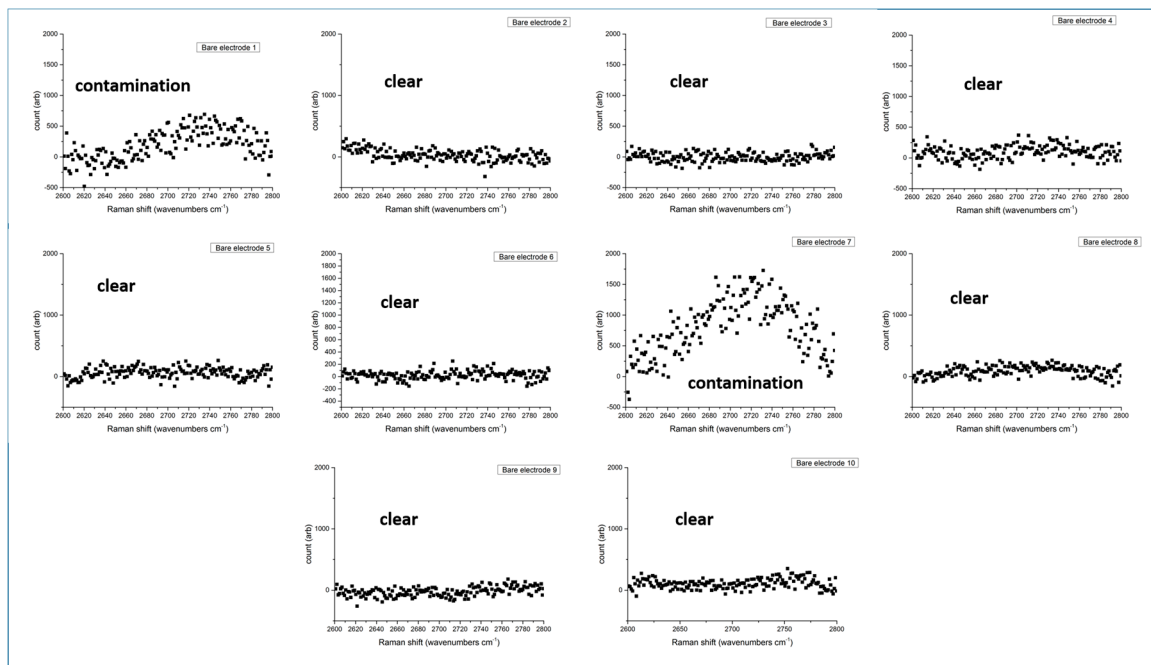 Bare electrode 1
contamination
count (arb)
2000
1500
1000
500
0
-500
2600 2620 2640 2660 2680 2700 2720 2740 2760 2780 2800
Raman shift (wavenumbers cm-1)
Bare electrode 2
clear
count (arb)
2000
1500
1000
500
0
-500
2600 2620 2640 2660 2680 2700 2720 2740 2760 2780 2800
Raman shift (wavenumbers cm-1)
Bare electrode 3
clear
count (arb)
2000
1500
1000
500
0
-500
2600 2620 2640 2660 2680 2700 2720 2740 2760 2780 2800
Raman shift (wavenumbers cm-1)
Bare electrode 4
clear
count (arb)
2000
1500
1000
500
0
-500
2600 2620 2640 2660 2680 2700 2720 2740 2760 2780 2800
Raman shift (wavenumbers cm-1)
Bare electrode 5
clear
count (arb)
2000
1000
0
2600 2620 2640 2660 2680 2700 2720 2740 2760 2780 2800
Raman shift (wavenumbers cm-1)
Bare electrode 6
clear
count (arb)
2000
1800
1600
1400
1200
1000
800
600
400
200
0
-200
-400
2600 2620 2640 2660 2680 2700 2720 2740 2760 2780 2800
Raman shift (wavenumbers cm-1)
Bare electrode 7
contamination
count (arb)
2000
1500
1000
500
0
-500
2600 2620 2640 2660 2680 2700 2720 2740 2760 2780 2800
Raman shift (wavenumbers cm-1)
Bare electrode 8
clear
count (arb)
2000
1000
0
2600 2620 2640 2660 2680 2700 2720 2740 2760 2780 2800
Raman shift (wavenumbers cm-1)
Bare electrode 9
clear
count (arb)
2000
1000
0
2600 2620 2640 2660 2680 2700 2720 2740 2760 2780 2800
Raman shift (wavenumbers cm-1)
Bare electrode 10
clear
count (arb)
2000
1000
0
2600 2650 2700 2750 2800
Raman shift (wavenumbers cm-1)